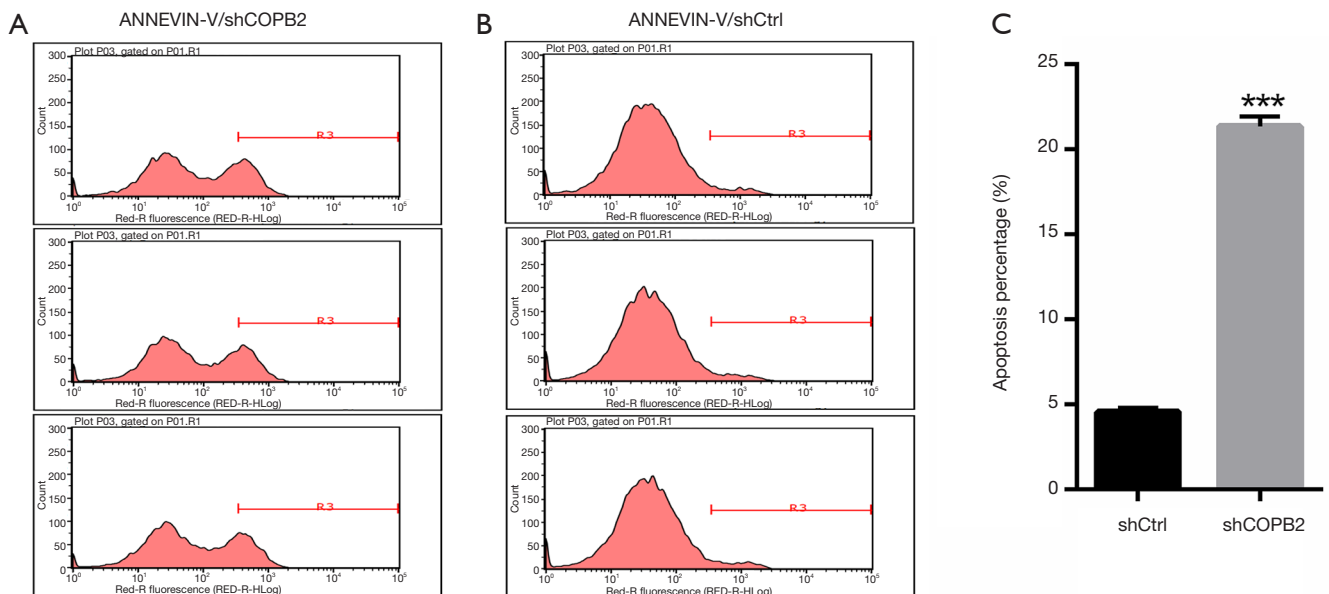 A
ANNEVIN-V/shCOPB2
Plot P03, gated on P01.R1
300
250
200
150
100
50
0
Count
R3
10⁰ 10¹ 10² 10³ 10⁴ 10⁵
Red-R fluorescence (RED-R-HLog)
Plot P03, gated on P01.R1
300
250
200
150
100
50
0
Count
R3
10⁰ 10¹ 10² 10³ 10⁴ 10⁵
Red-R fluorescence (RED-R-HLog)
Plot P03, gated on P01.R1
300
250
200
150
100
50
0
Count
R3
10⁰ 10¹ 10² 10³ 10⁴ 10⁵
Red-R fluorescence (RED-R-HLog)
B
ANNEVIN-V/shCtrl
Plot P03, gated on P01.R1
300
250
200
150
100
50
0
Count
R3
10⁰ 10¹ 10² 10³ 10⁴ 10⁵
Red-R fluorescence (RED-R-HLog)
Plot P03, gated on P01.R1
300
250
200
150
100
50
0
Count
R3
10⁰ 10¹ 10² 10³ 10⁴ 10⁵
Red-R fluorescence (RED-R-HLog)
Plot P03, gated on P01.R1
300
250
200
150
100
50
0
Count
R3
10⁰ 10¹ 10² 10³ 10⁴ 10⁵
Red-R fluorescence (RED-R-HLog)
C
25
20
15
10
5
0
Apoptosis percentage (%)
***
shCtrl shCOPB2